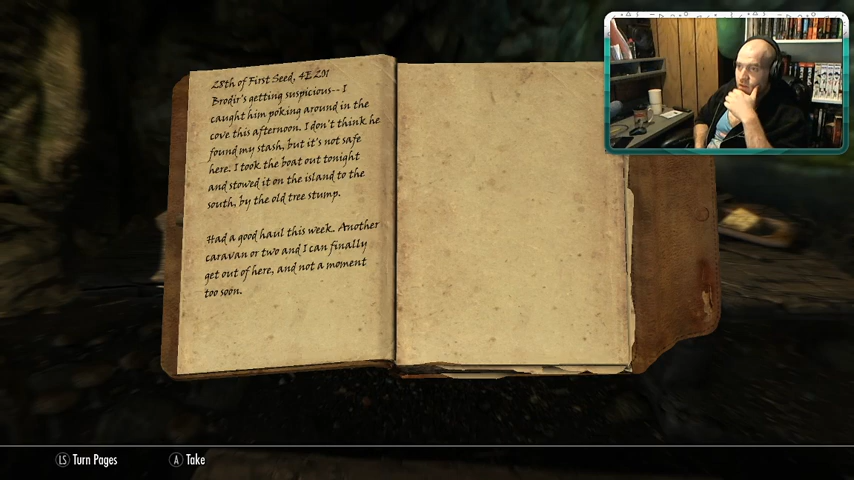 28th of First Seed, 4E 201
Brodir's getting suspicious-- I
caught him poking around in the
cove this afternoon. I don't think he
found my stash, but it's not safe
here. I took the boat out tonight
and stowed it on the island to the
south, by the old tree stump.
Had a good haul this week. Another
caravan or two and I can finally
get out of here, and not a moment
too soon.
LS Turn Pages
A Take